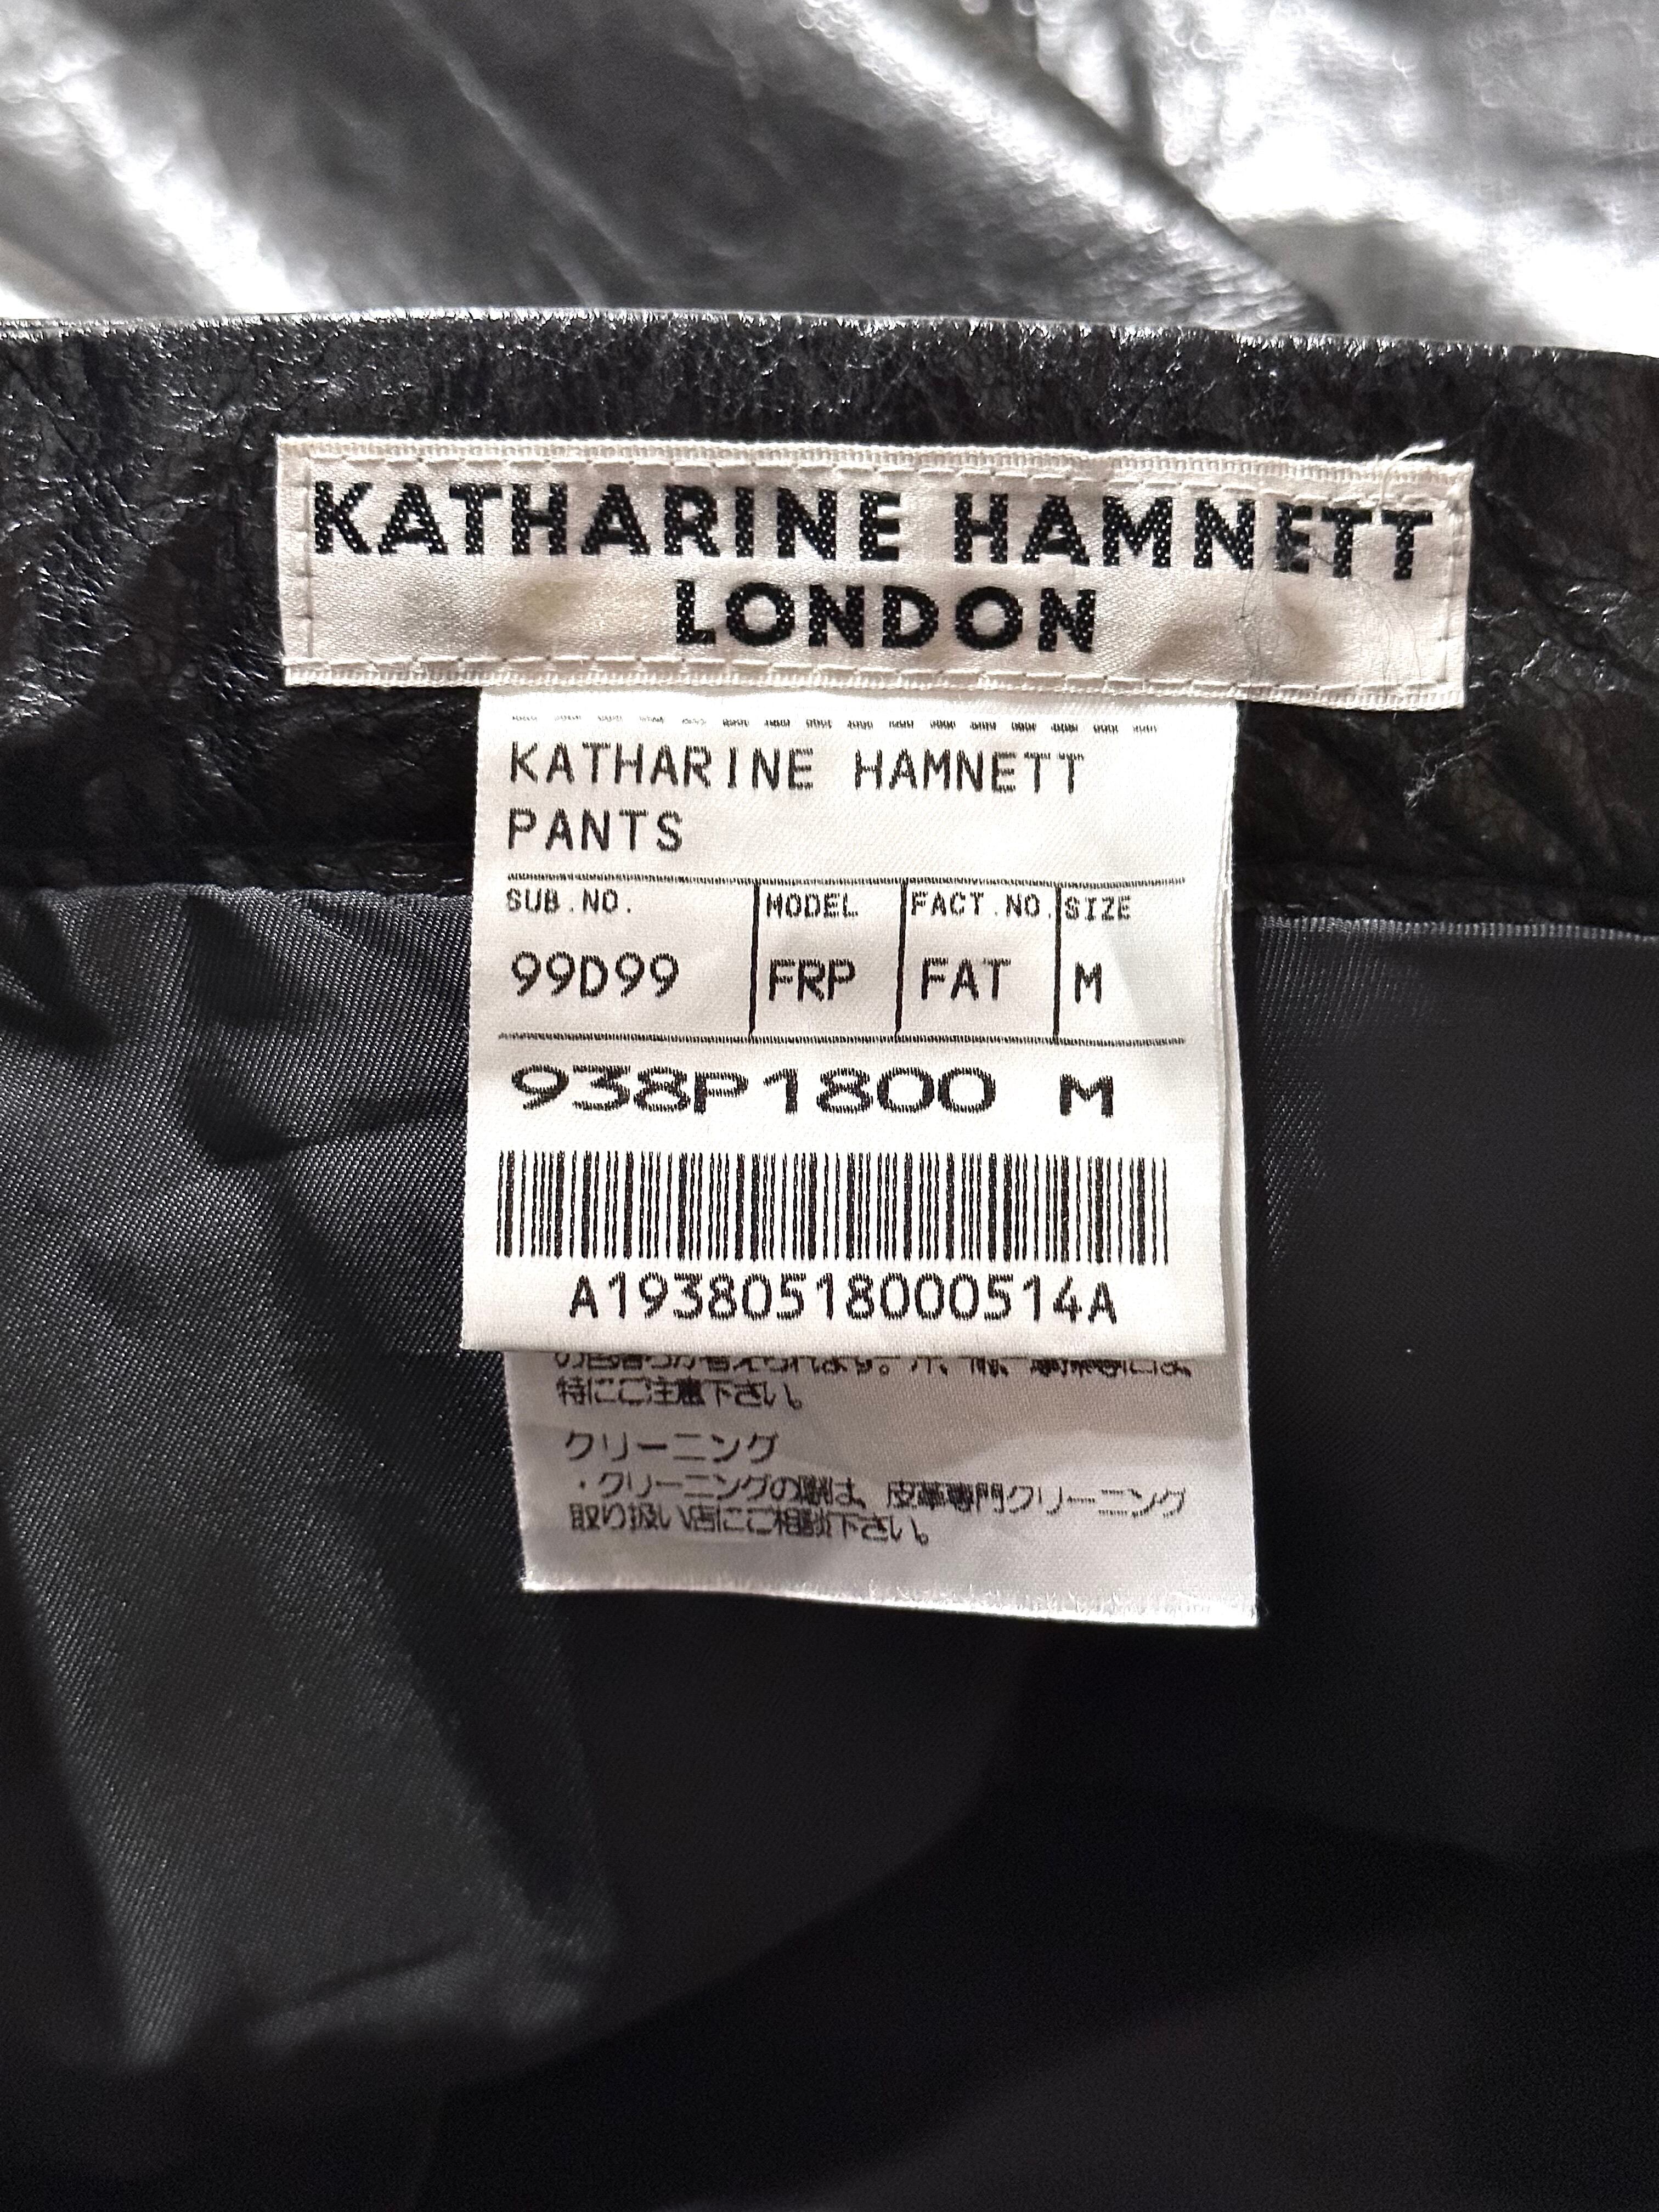 KATHARINE HAMNETT
LONDON
KATHARINE HAMNETT
PANTS
SUB.NO. MODEL FACT.NO. SIZE
99D99 FRP FAT M
938P1800 M
A19380518000514A
特にご注意下さい。
クリーニング
・クリーニングの際は、皮革専門クリーニング
取り扱い店にご相談下さい。